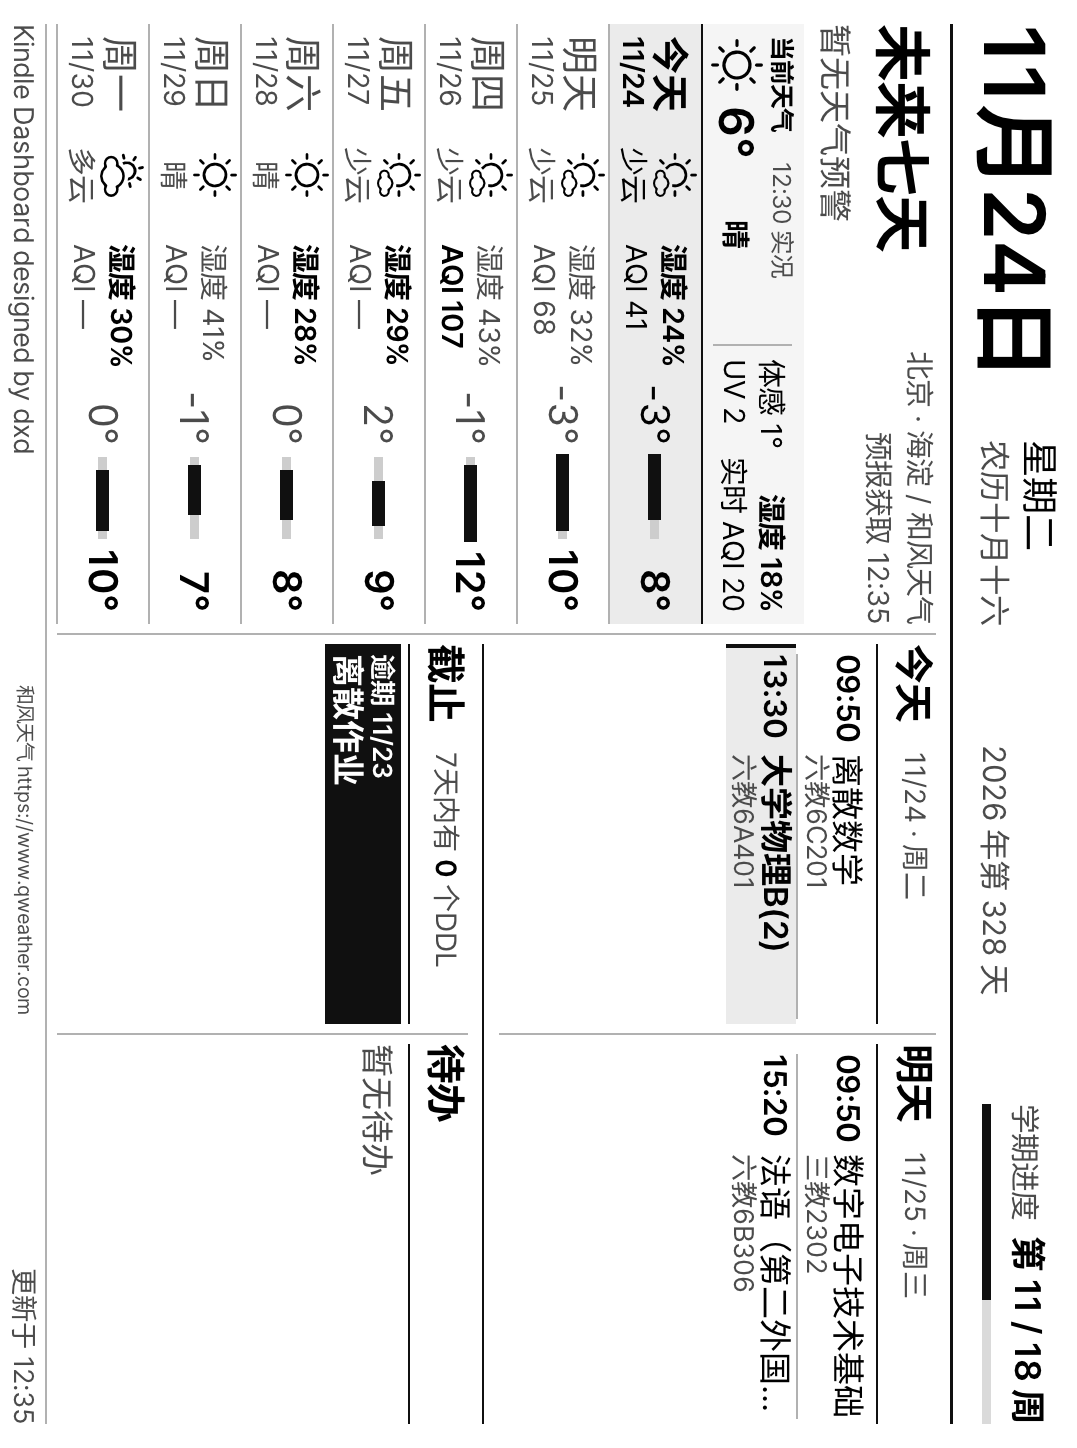 11月24日
星期二
农历十月十六
2026 年第 328 天
学期进度 第 11 / 18 周
未来七天
北京 · 海淀 / 和风天气
预报获取 12:35
暂无天气预警
当前天气 12:30 实况
6° 晴
体感 1° 湿度 18%
UV 2 实时 AQI 20
今天 11/24 少云 湿度 24% AQI 41 -3° 8°
明天 11/25 少云 湿度 32% AQI 68 -3° 10°
周四 11/26 少云 湿度 43% AQI 107 -1° 12°
周五 11/27 少云 湿度 29% AQI — 2° 9°
周六 11/28 晴 湿度 28% AQI — 0° 8°
周日 11/29 晴 湿度 41% AQI — -1° 7°
周一 11/30 多云 湿度 30% AQI — 0° 10°
今天 11/24 · 周二
09:50 离散数学
六教6C201
13:30 大学物理B(2)
六教6A401
明天 11/25 · 周三
09:50 数字电子技术基础
三教2302
15:20 法语（第二外国…
六教6B306
截止 7天内有 0 个DDL
逾期 11/23
离散作业
待办
暂无待办
Kindle Dashboard designed by dxd
和风天气 https://www.qweather.com
更新于 12:35